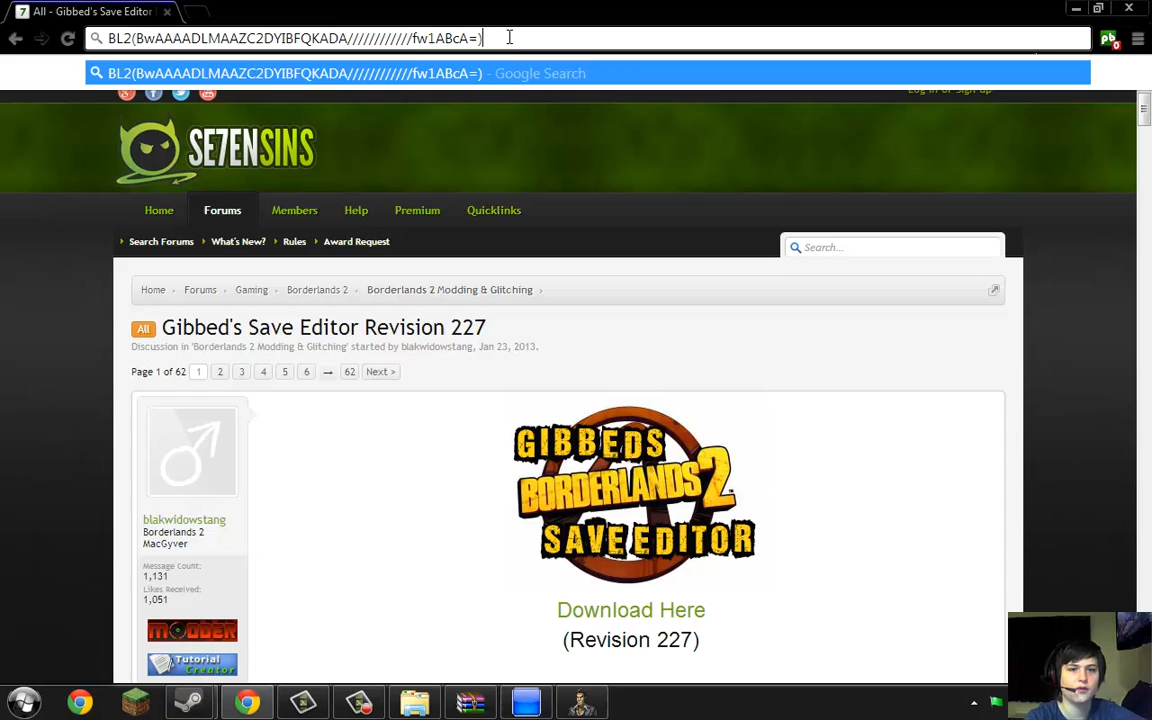 7 All - Gibbed's Save Editor
BL2(BwAAAADLMAAZC2DYIBFQKADA////////////fw1ABcA=)
BL2(BwAAAADLMAAZC2DYIBFQKADA////////////fw1ABcA=) - Google Search
Log in or Sign up
SE7ENSINS
Home Forums Members Help Premium Quicklinks
Search Forums What's New? Rules Award Request
Search...
Home Forums Gaming Borderlands 2 Borderlands 2 Modding & Glitching
All Gibbed's Save Editor Revision 227
Discussion in 'Borderlands 2 Modding & Glitching' started by blakwidowstang, Jan 23, 2013.
Page 1 of 62 1 2 3 4 5 6 → 62 Next >
GIBBEDS
BORDERLANDS 2
SAVE EDITOR
blakwidowstang
Borderlands 2
MacGyver
Message Count:
1,131
Likes Received:
1,051
MODDER
Tutorial
Creator
Download Here
(Revision 227)